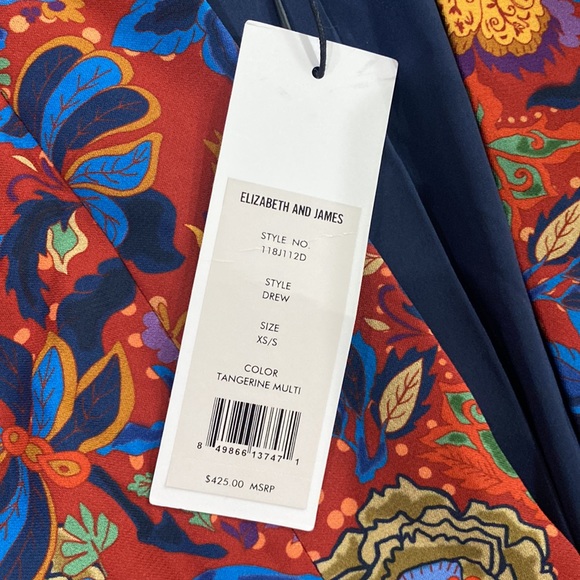 ELIZABETH AND JAMES
STYLE NO.
118J112D
STYLE
DREW
SIZE
XS/S
COLOR
TANGERINE MULTI
8 49866 13747 1
$425.00 MSRP